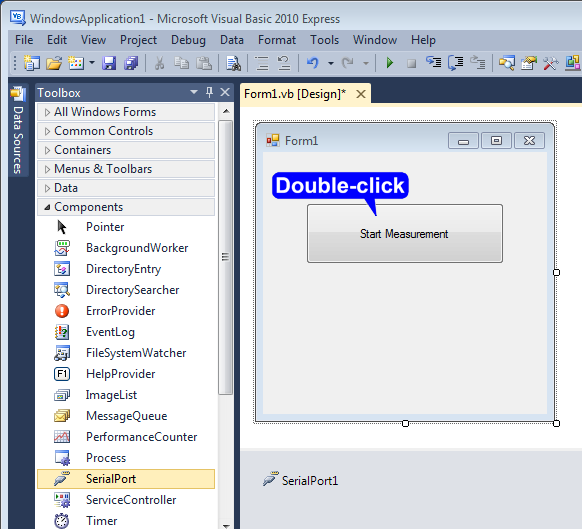 WindowsApplication1 - Microsoft Visual Basic 2010 Express
File Edit View Project Debug Data Format Tools Window Help
Data Sources
Toolbox
All Windows Forms
Common Controls
Containers
Menus & Toolbars
Data
Components
Pointer
BackgroundWorker
DirectoryEntry
DirectorySearcher
ErrorProvider
EventLog
FileSystemWatcher
HelpProvider
ImageList
MessageQueue
PerformanceCounter
Process
SerialPort
ServiceController
Timer
Form1.vb [Design]*
Form1
Double-click
Start Measurement
SerialPort1